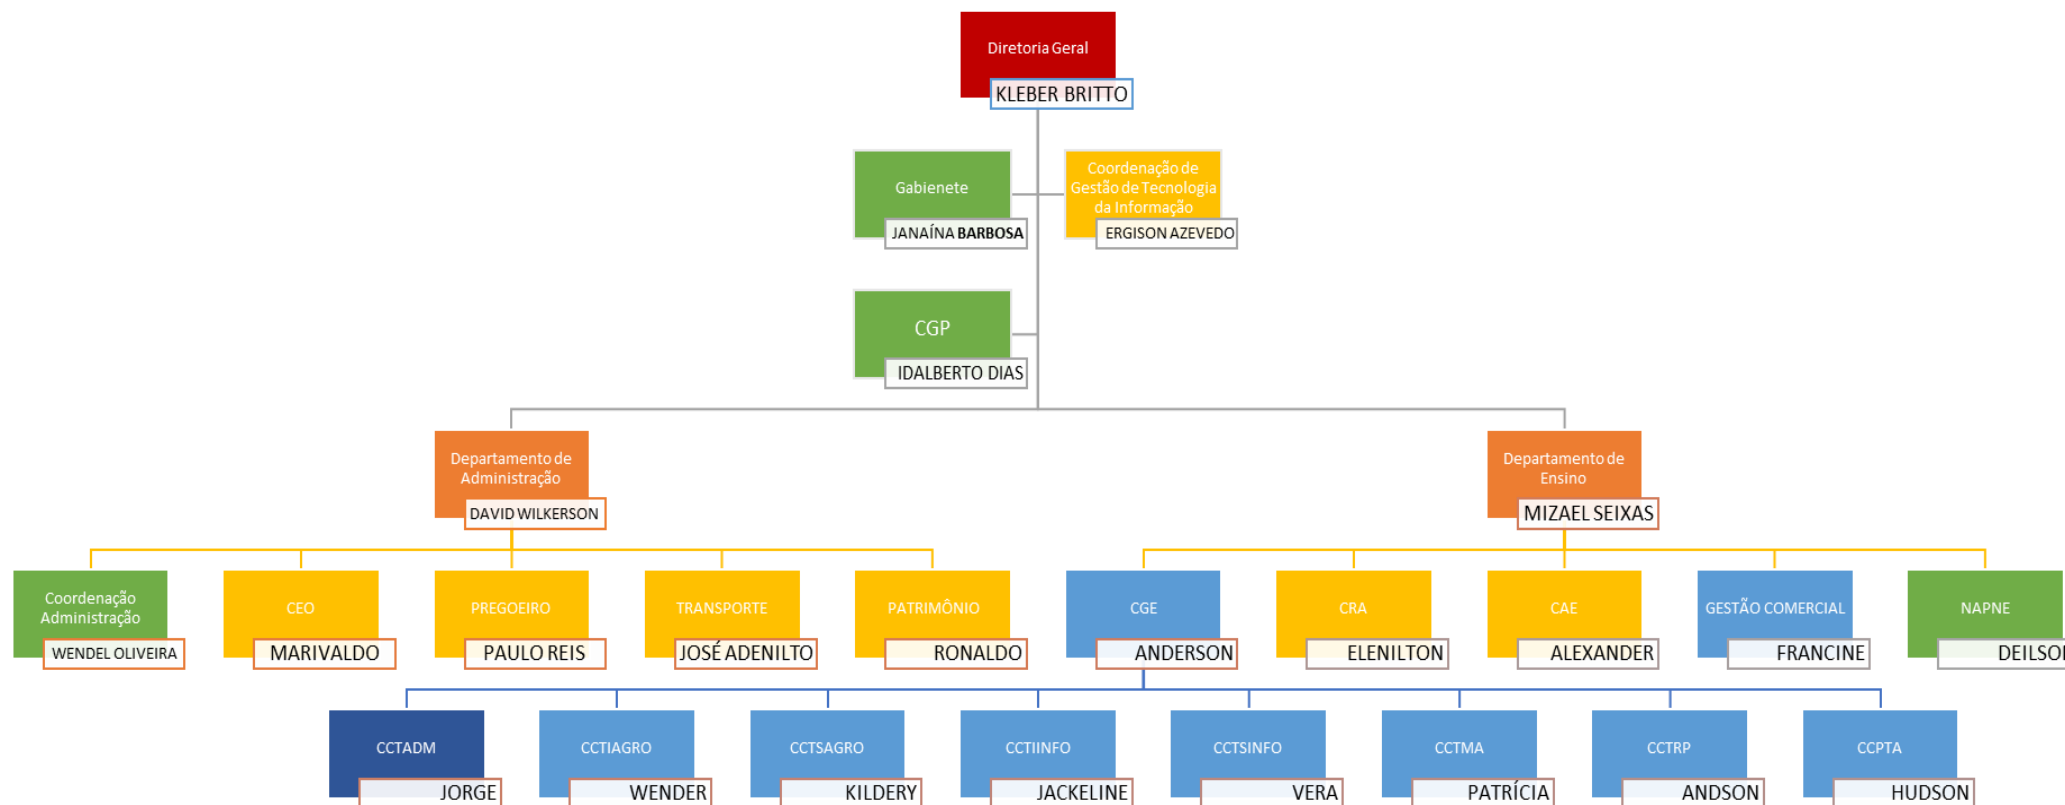 Diretoria Geral
KLEBER BRITTO
Gabienete
JANAÍNA BARBOSA
Coordenação de
Gestão de Tecnologia
da Informação
ERGISON AZEVEDO
CGP
IDALBERTO DIAS
Departamento de
Administração
DAVID WILKERSON
Departamento de
Ensino
MIZAEL SEIXAS
Coordenação
Administração
WENDEL OLIVEIRA
CEO
MARIVALDO
PREGOEIRO
PAULO REIS
TRANSPORTE
JOSÉ ADENILTO
PATRIMÔNIO
RONALDO
CGE
ANDERSON
CRA
ELENILTON
CAE
ALEXANDER
GESTÃO COMERCIAL
FRANCINE
NAPNE
CCTADM
JORGE
CCTIAGRO
WENDER
CCTSAGRO
KILDERY
CCTIINFO
JACKELINE
CCTSINFO
VERA
CCTMA
PATRÍCIA
CCTRP
ANDSON
CCPTA
HUDSON